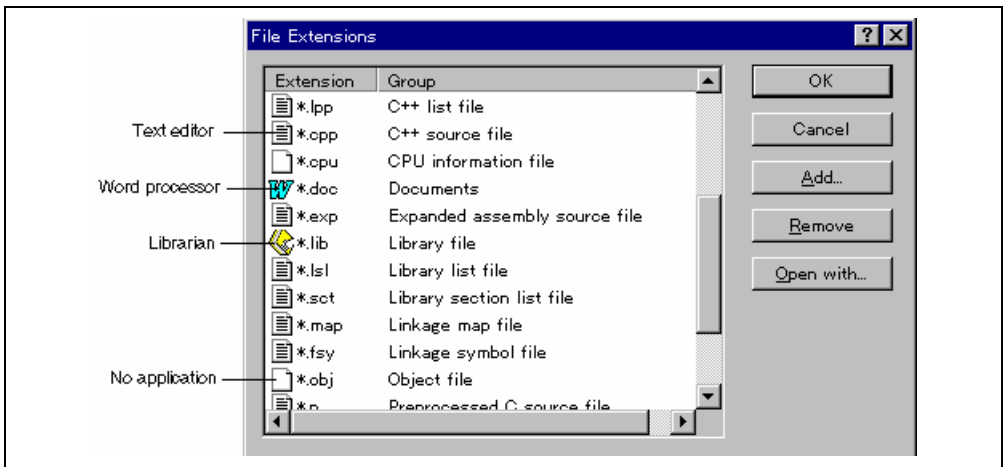 File Extensions
Extension Group
*.lpp C++ list file
Text editor *.cpp C++ source file
*.cpu CPU information file
Word processor *.doc Documents
*.exp Expanded assembly source file
Librarian *.lib Library file
*.lsl Library list file
*.sct Library section list file
*.map Linkage map file
*.fsy Linkage symbol file
No application *.obj Object file
*.p Preprocessed C source file
OK
Cancel
Add...
Remove
Open with...